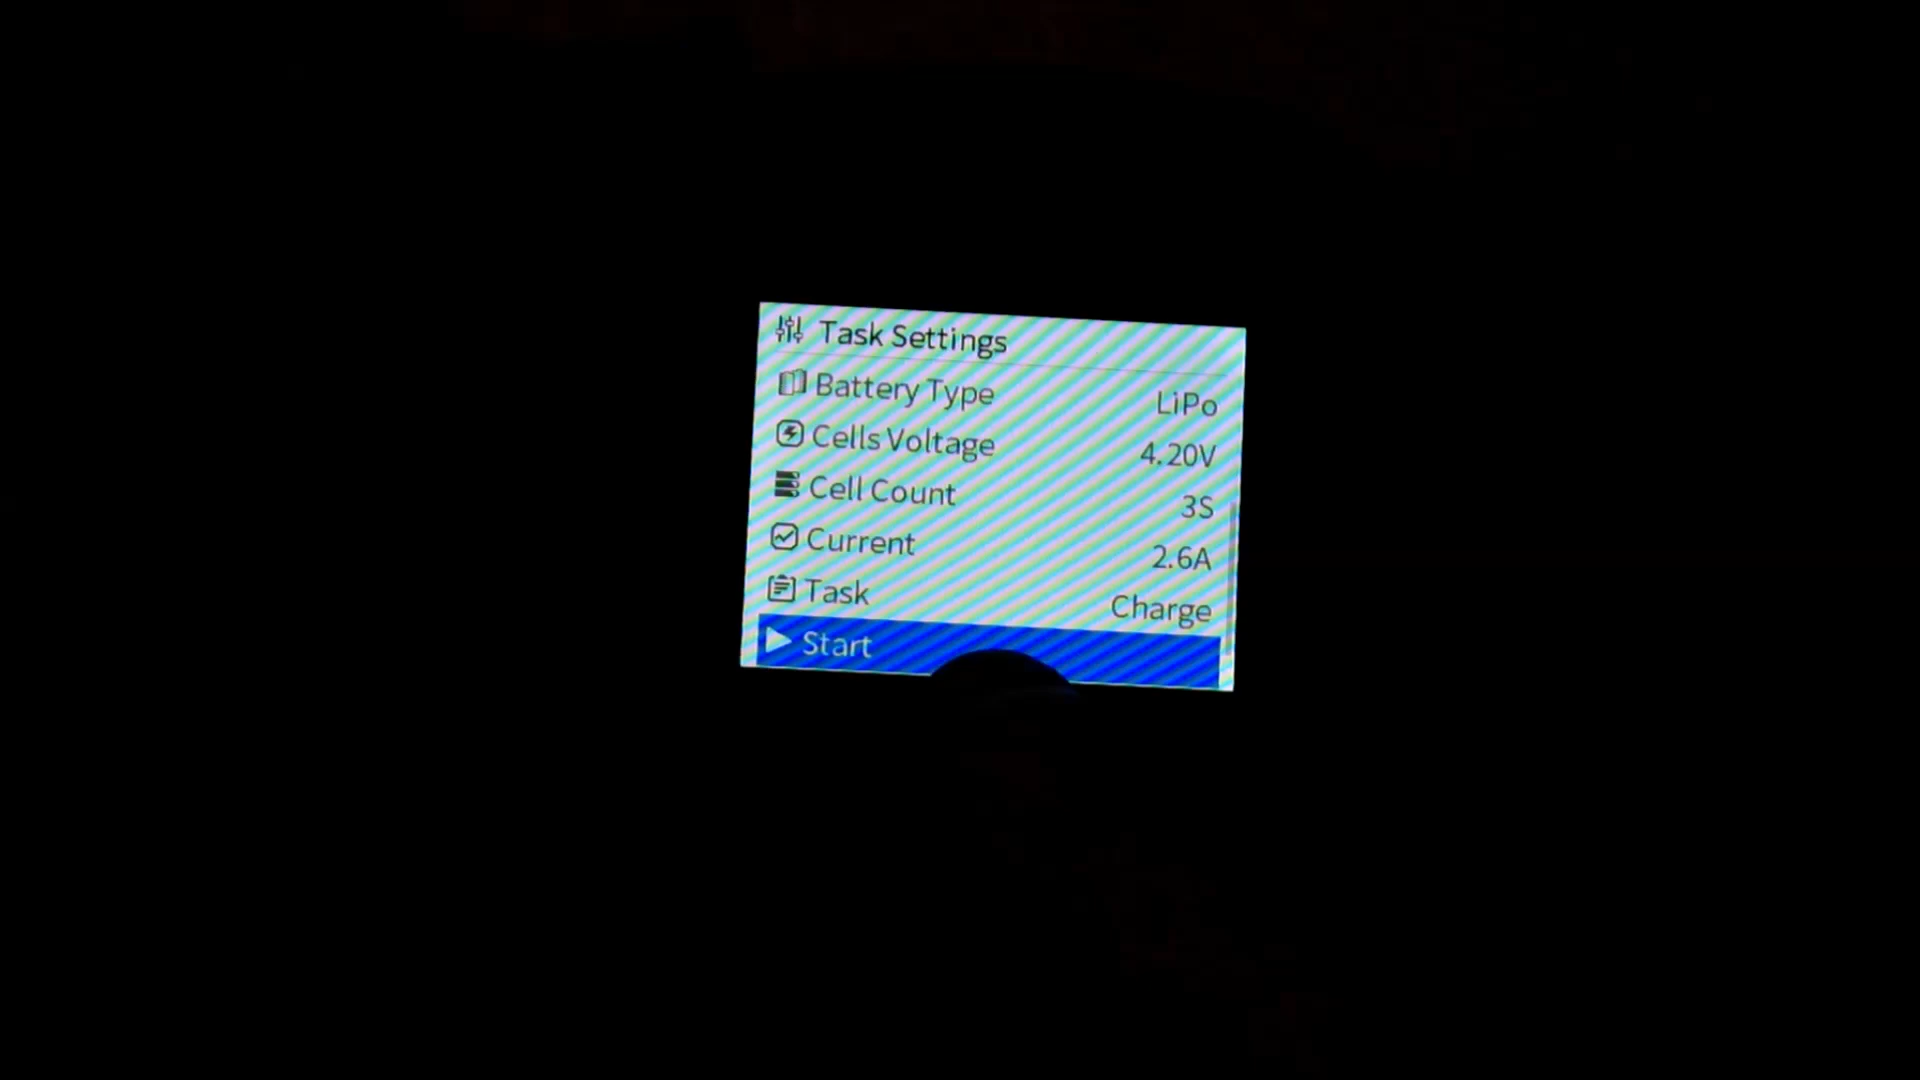 Task Settings
Battery Type LiPo
Cells Voltage 4.20V
Cell Count 3S
Current 2.6A
Task Charge
Start